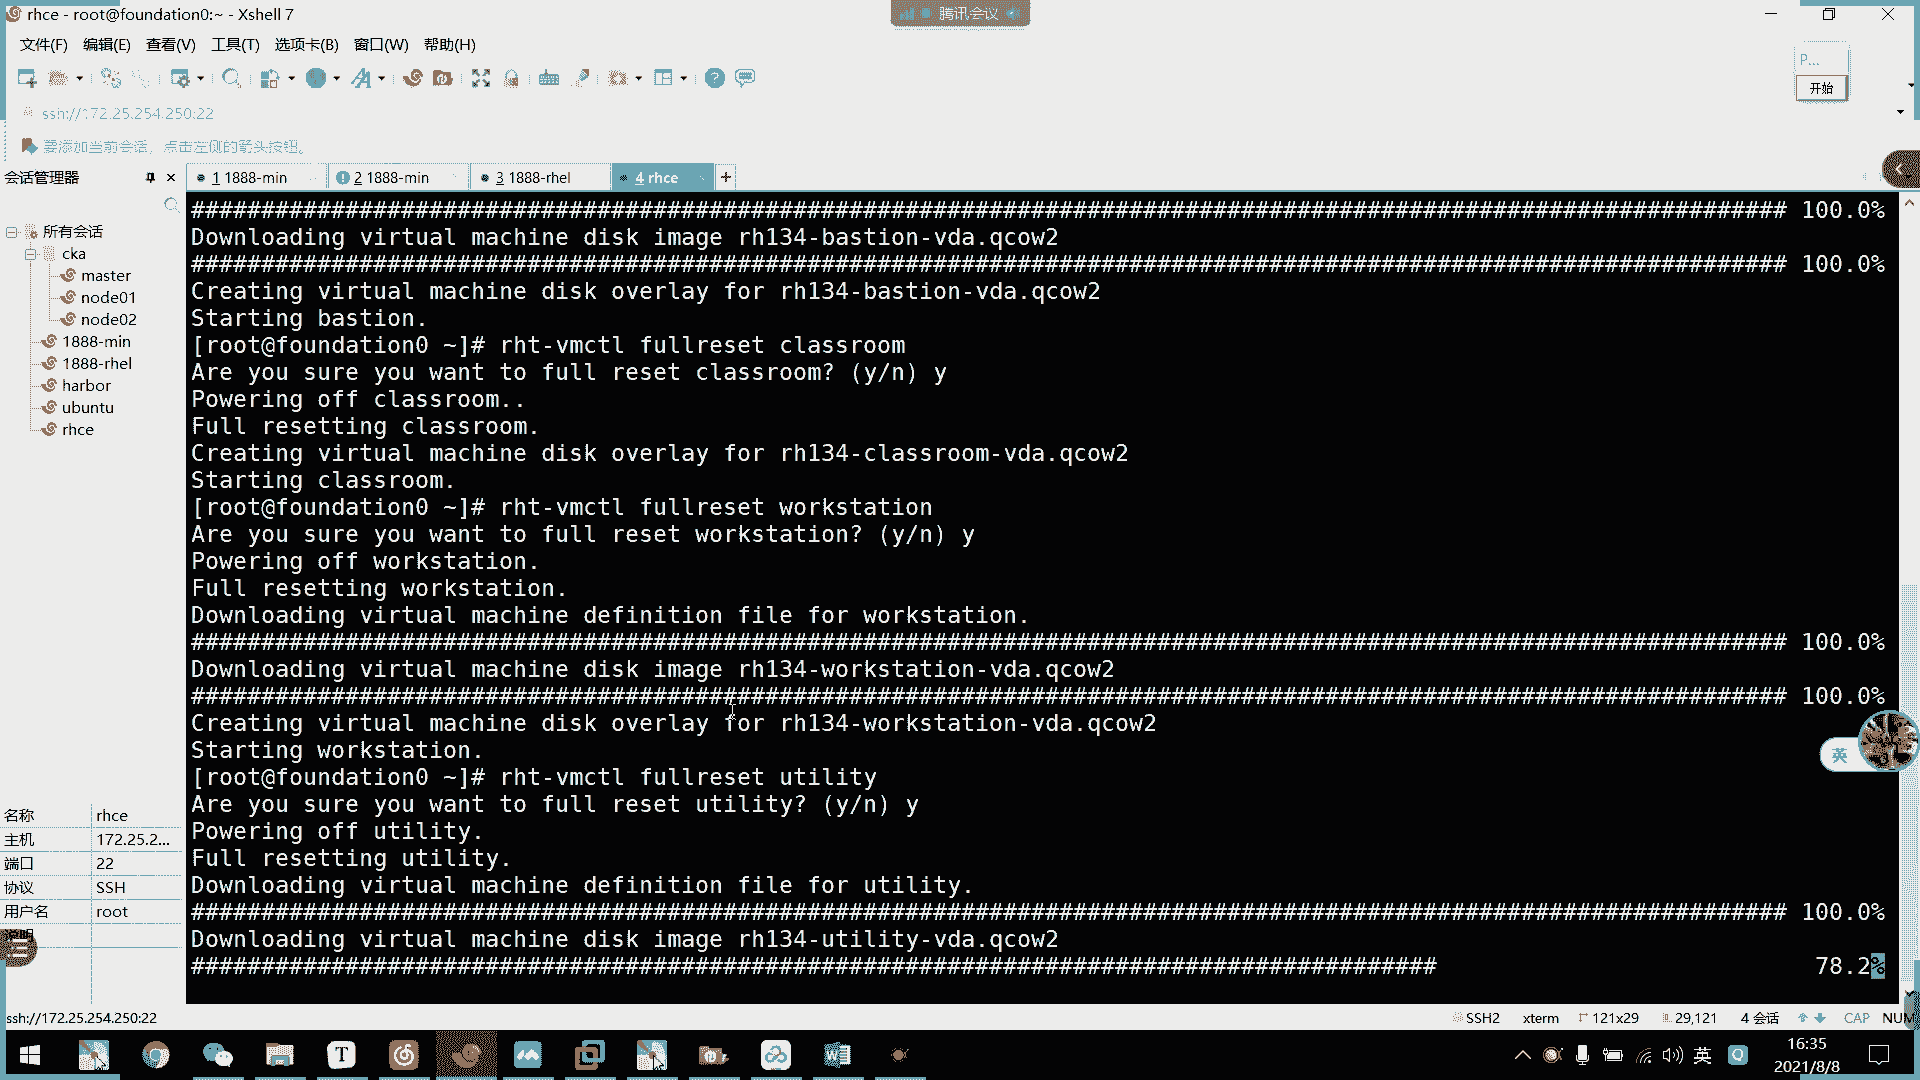 rhce - root@foundation0:~ - Xshell 7
腾讯会议
文件(F) 编辑(E) 查看(V) 工具(T) 选项卡(B) 窗口(W) 帮助(H)
P...
开始
ssh://172.25.254.250:22
要添加当前会话，点击左侧的箭头按钮。
会话管理器
1 1888-min
2 1888-min
3 1888-rhel
4 rhce
所有会话
cka
master
node01
node02
1888-min
1888-rhel
harbor
ubuntu
rhce
################################################################################################################## 100.0%
Downloading virtual machine disk image rh134-bastion-vda.qcow2
################################################################################################################## 100.0%
Creating virtual machine disk overlay for rh134-bastion-vda.qcow2
Starting bastion.
[root@foundation0 ~]# rht-vmctl fullreset classroom
Are you sure you want to full reset classroom? (y/n) y
Powering off classroom..
Full resetting classroom.
Creating virtual machine disk overlay for rh134-classroom-vda.qcow2
Starting classroom.
[root@foundation0 ~]# rht-vmctl fullreset workstation
Are you sure you want to full reset workstation? (y/n) y
Powering off workstation.
Full resetting workstation.
Downloading virtual machine definition file for workstation.
################################################################################################################## 100.0%
Downloading virtual machine disk image rh134-workstation-vda.qcow2
################################################################################################################## 100.0%
Creating virtual machine disk overlay for rh134-workstation-vda.qcow2
Starting workstation.
[root@foundation0 ~]# rht-vmctl fullreset utility
Are you sure you want to full reset utility? (y/n) y
Powering off utility.
Full resetting utility.
Downloading virtual machine definition file for utility.
################################################################################################################## 100.0%
Downloading virtual machine disk image rh134-utility-vda.qcow2
######################################################################################### 78.2%
英
名称 rhce
主机 172.25.2...
端口 22
协议 SSH
用户名 root
说明
ssh://172.25.254.250:22
SSH2 xterm 121x29 29,121 4 会话 CAP NUM
英
16:35
2021/8/8